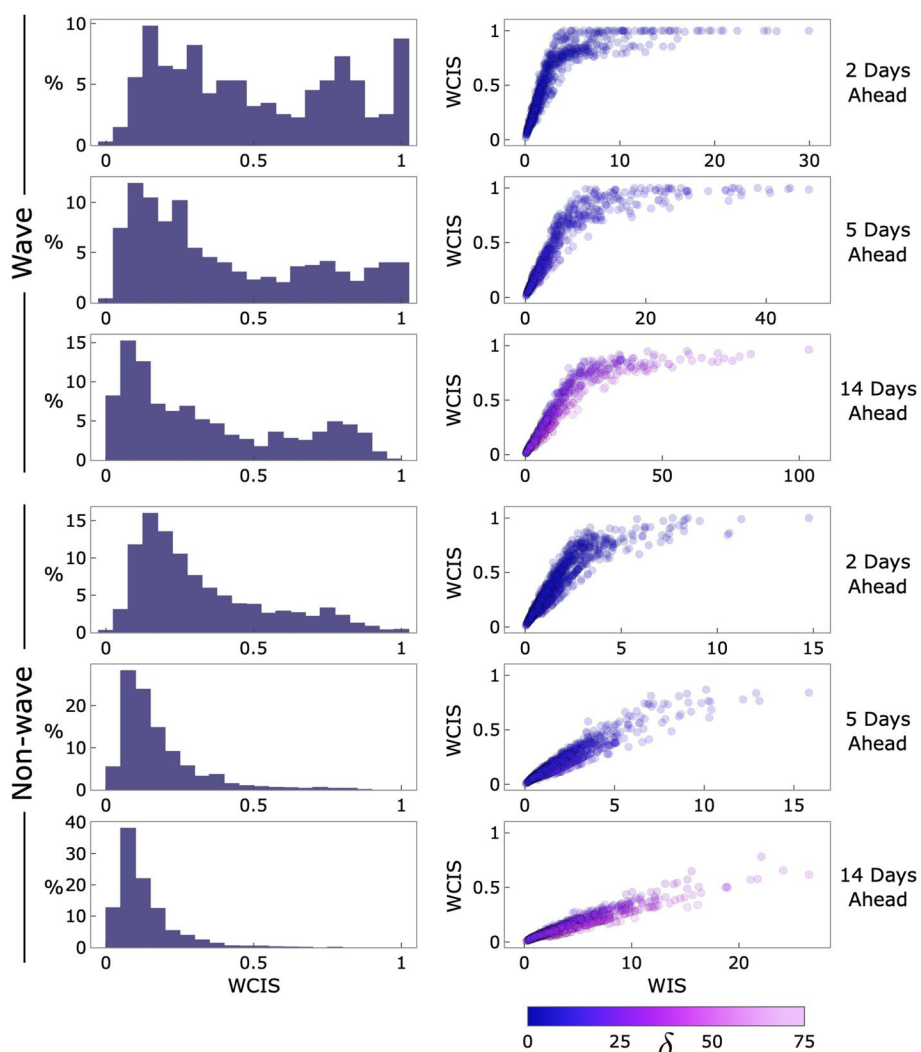 Wave
10
5
0
%
0 0.5 1
1
0.5
0
WCIS
0 10 20 30
2 Days
Ahead
10
5
0
%
0 0.5 1
1
0.5
0
WCIS
0 20 40
5 Days
Ahead
15
10
5
0
%
0 0.5 1
1
0.5
0
WCIS
0 50 100
14 Days
Ahead
Non-wave
15
10
5
0
%
0 0.5 1
1
0.5
0
WCIS
0 5 10 15
2 Days
Ahead
20
10
0
%
0 0.5 1
1
0.5
0
WCIS
0 5 10 15
5 Days
Ahead
40
30
20
10
0
%
0 0.5 1
WCIS
1
0.5
0
WCIS
0 10 20
WIS
14 Days
Ahead
0 25 δ 50 75